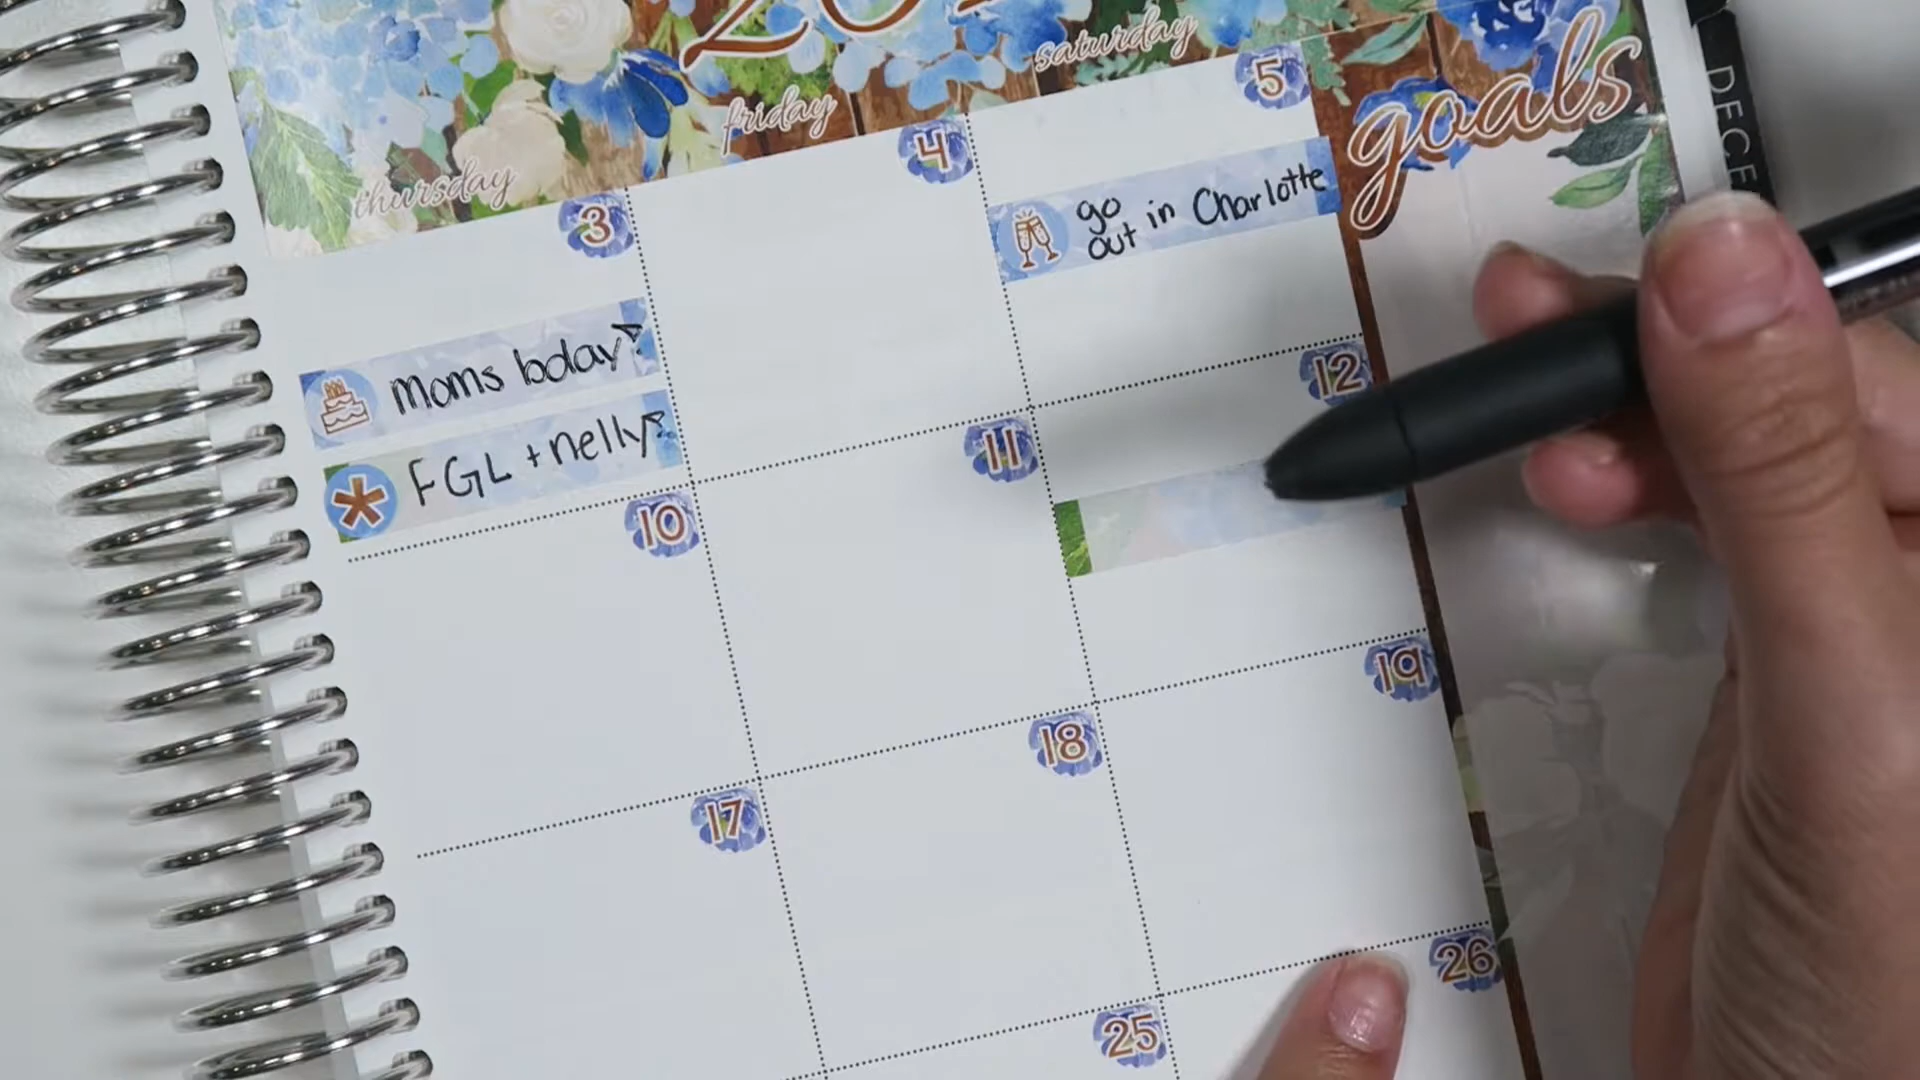 thursday
friday
saturday
goals
DECE
3
4
5
go
out in Charlotte
moms bday
FGL + nelly
10
11
12
17
18
19
25
26